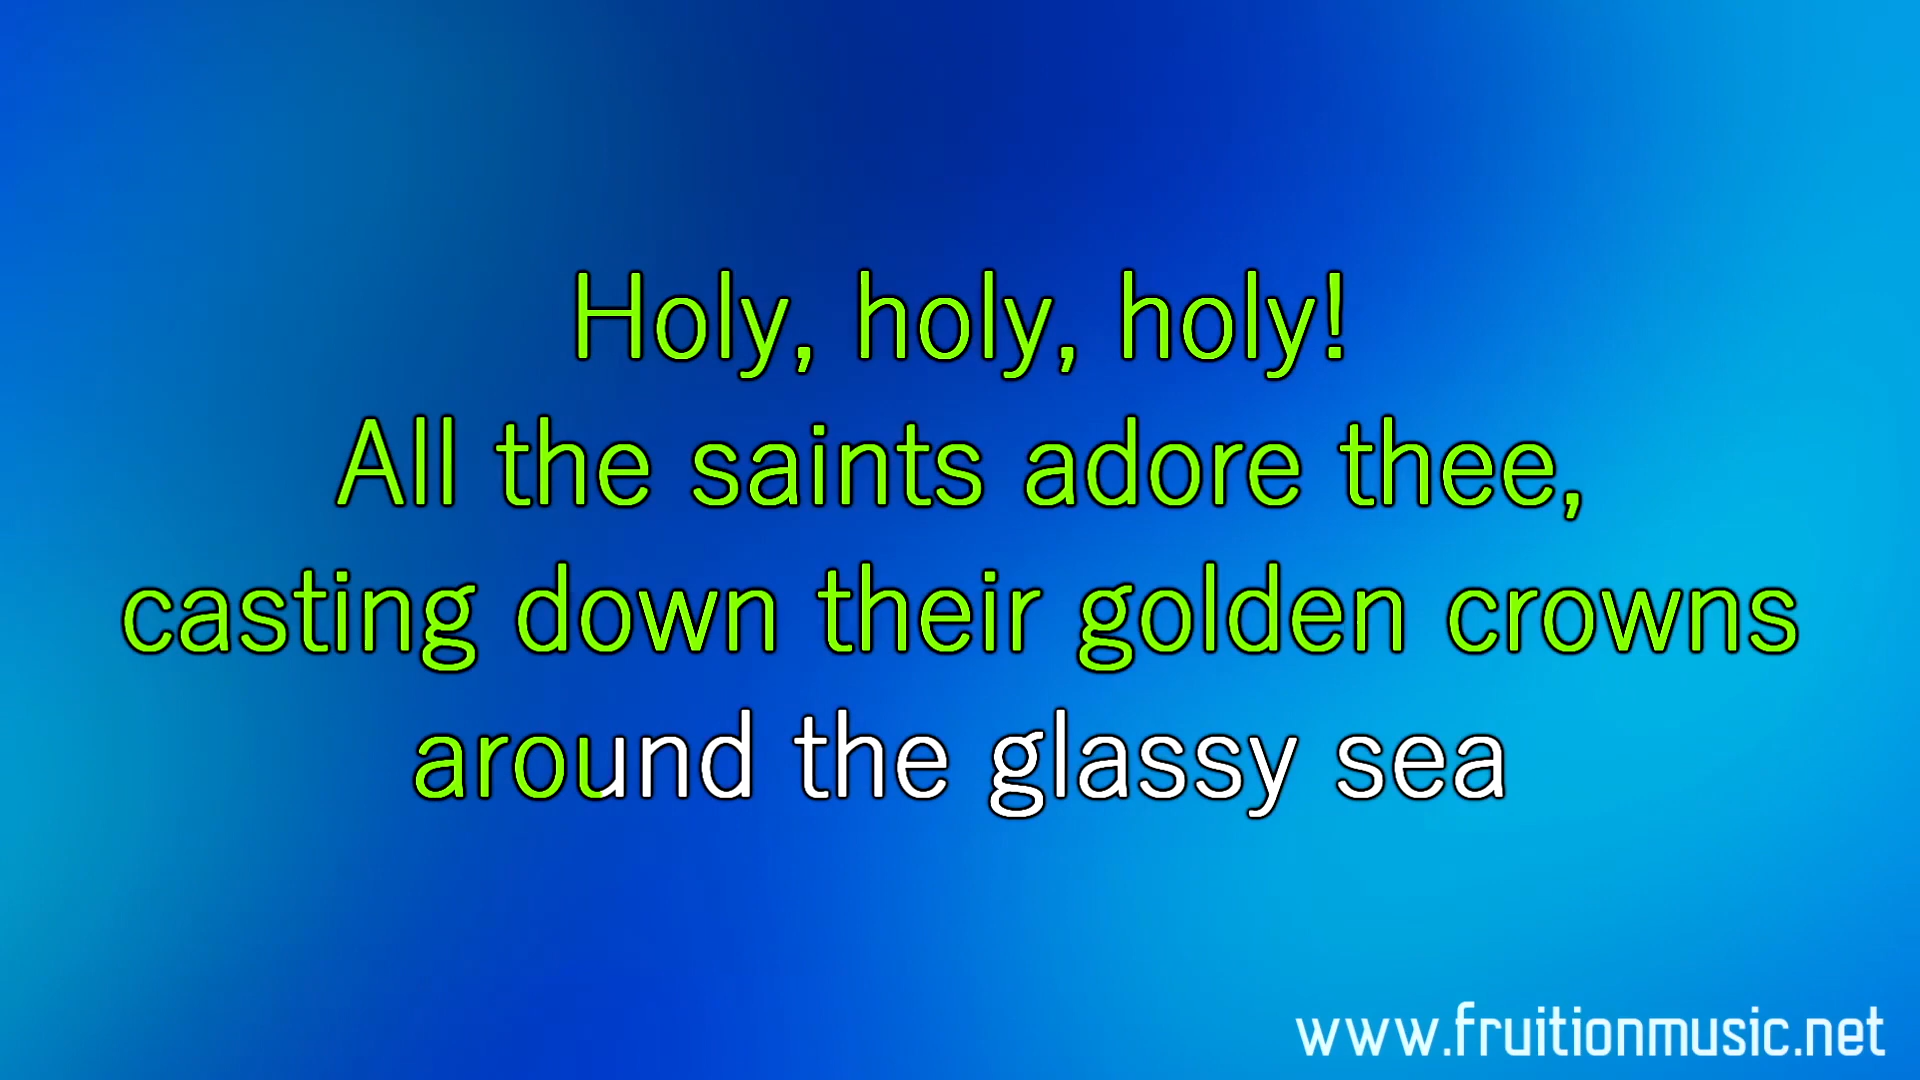 Holy, holy, holy!
All the saints adore thee,
casting down their golden crowns
around the glassy sea
www.fruitionmusic.net